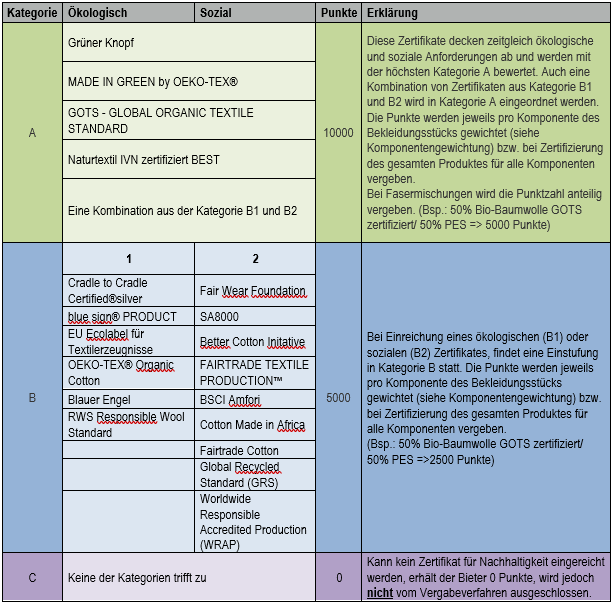 Kategorie Ökologisch Sozial Punkte Erklärung
A
Grüner Knopf
MADE IN GREEN by OEKO-TEX®
GOTS - GLOBAL ORGANIC TEXTILE
STANDARD
Naturtextil IVN zertifiziert BEST
Eine Kombination aus der Kategorie B1 und B2
10000
Diese Zertifikate decken zeitgleich ökologische
und soziale Anforderungen ab und werden mit
der höchsten Kategorie A bewertet. Auch eine
Kombination von Zertifikaten aus Kategorie B1
und B2 wird in Kategorie A eingeordnet werden.
Die Punkte werden jeweils pro Komponente des
Bekleidungsstücks gewichtet (siehe
Komponentengewichtung) bzw. bei Zertifizierung
des gesamten Produktes für alle Komponenten
vergeben.
Bei Fasermischungen wird die Punktzahl anteilig
vergeben. (Bsp.: 50% Bio-Baumwolle GOTS
zertifiziert/ 50% PES => 5000 Punkte)
B
1 2
Cradle to Cradle
Certified®silver
Fair Wear Foundation
blue sign® PRODUCT
SA8000
EU Ecolabel für
Textilerzeugnisse
Better Cotton Initative
OEKO-TEX® Organic
Cotton
FAIRTRADE TEXTILE
PRODUCTION™
Blauer Engel
BSCI Amfori
RWS Responsible Wool
Standard
Cotton Made in Africa
Fairtrade Cotton
Global Recycled
Standard (GRS)
Worldwide
Responsible
Accredited Production
(WRAP)
5000
Bei Einreichung eines ökologischen (B1) oder
sozialen (B2) Zertifikates, findet eine Einstufung
in Kategorie B statt. Die Punkte werden jeweils
pro Komponente des Bekleidungsstücks
gewichtet (siehe Komponentengewichtung) bzw.
bei Zertifizierung des gesamten Produktes für
alle Komponenten vergeben.
(Bsp.: 50% Bio-Baumwolle GOTS zertifiziert/
50% PES =>2500 Punkte)
C
Keine der Kategorien trifft zu
0
Kann kein Zertifikat für Nachhaltigkeit eingereicht
werden, erhält der Bieter 0 Punkte, wird jedoch
nicht vom Vergabeverfahren ausgeschlossen.